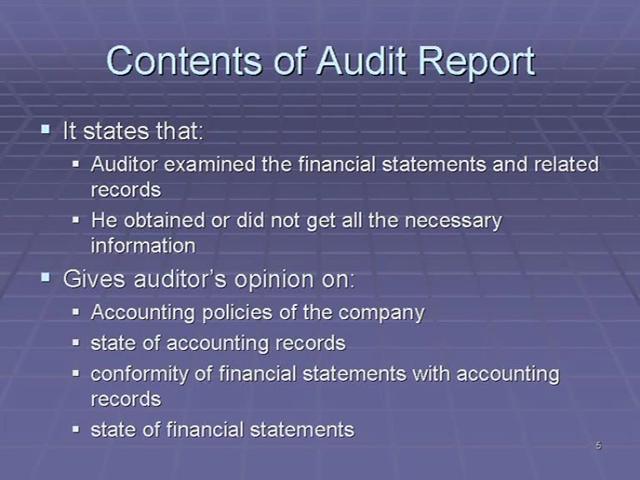 Contents of Audit Report
▪ It states that:
▪ Auditor examined the financial statements and related
records
▪ He obtained or did not get all the necessary
information
▪ Gives auditor's opinion on:
▪ Accounting policies of the company
▪ state of accounting records
▪ conformity of financial statements with accounting
records
▪ state of financial statements
5